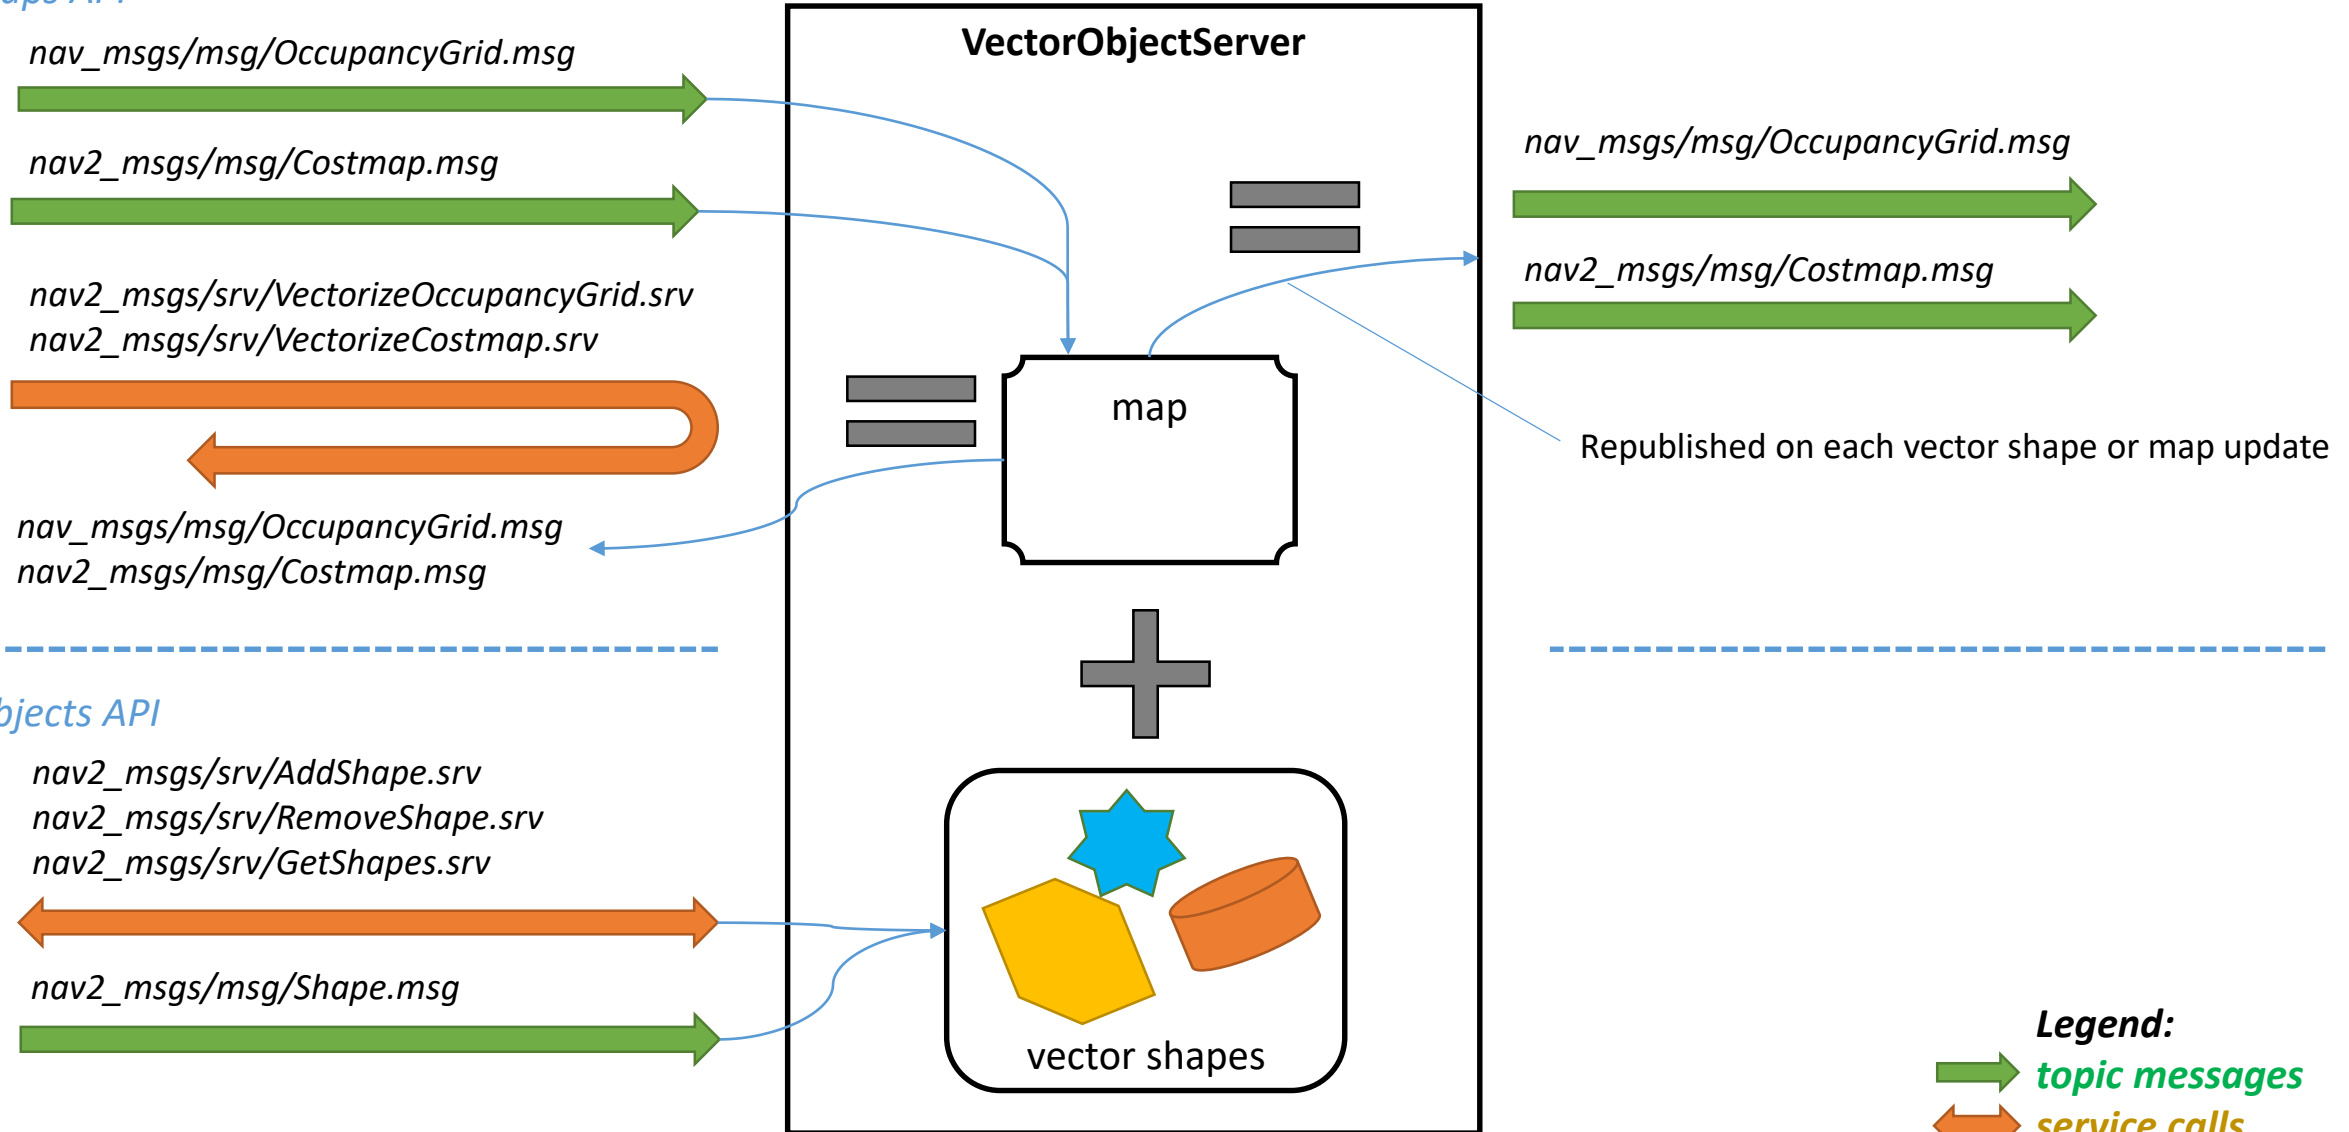 nav_msgs/msg/OccupancyGrid.msg
nav2_msgs/msg/Costmap.msg
nav2_msgs/srv/VectorizeOccupancyGrid.srv
nav2_msgs/srv/VectorizeCostmap.srv
nav_msgs/msg/OccupancyGrid.msg
nav2_msgs/msg/Costmap.msg
API
nav2_msgs/srv/AddShape.srv
nav2_msgs/srv/RemoveShape.srv
nav2_msgs/srv/GetShapes.srv
nav2_msgs/msg/Shape.msg
VectorObjectServer
map
vector shapes
nav_msgs/msg/OccupancyGrid.msg
nav2_msgs/msg/Costmap.msg
Republished on each vector shape or map update
Legend:
topic messages
service calls